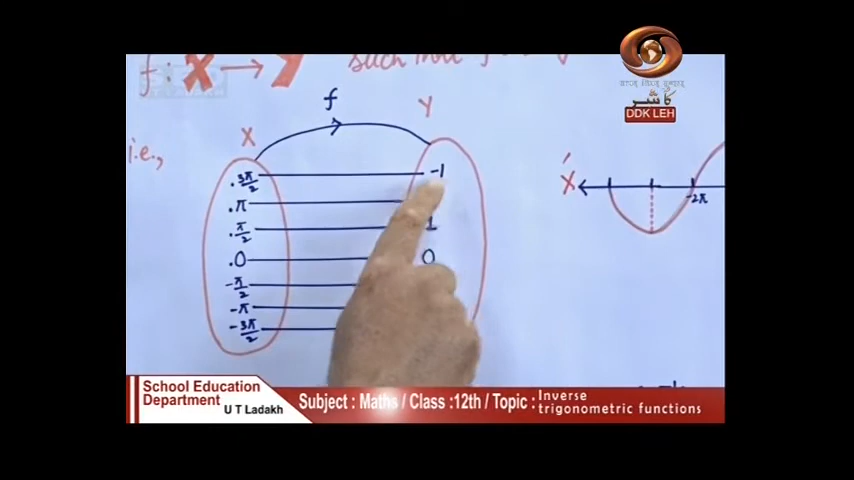 f : X → Y such that
DDK LEH
f
X
Y
i.e.,
. 3π/2
-1
. π
. π/2
1
. 0
0
-π/2
-π
-3π/2
X'
-2π
School Education
Department
U T Ladakh
Subject : Maths / Class :12th / Topic : Inverse
trigonometric functions